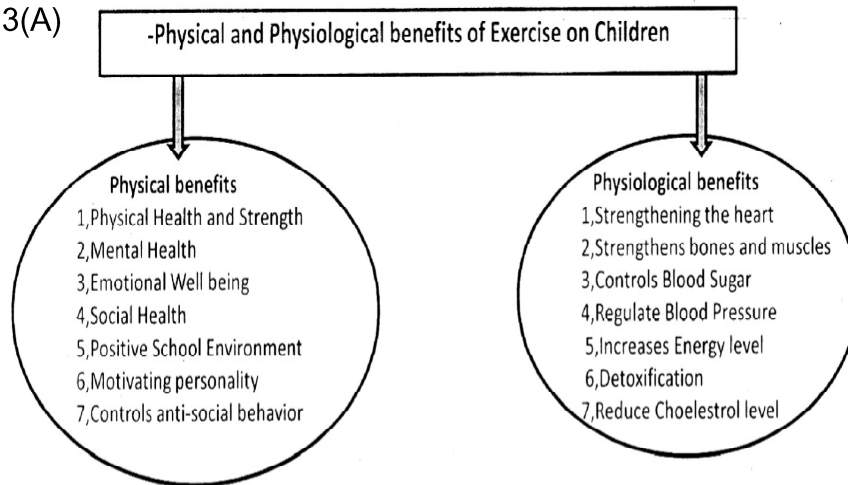 3(A)
-Physical and Physiological benefits of Exercise on Children
Physical benefits
1,Physical Health and Strength
2,Mental Health
3,Emotional Well being
4,Social Health
5,Positive School Environment
6,Motivating personality
7,Controls anti-social behavior
Physiological benefits
1,Strengthening the heart
2,Strengthens bones and muscles
3,Controls Blood Sugar
4,Regulate Blood Pressure
5,Increases Energy level
6,Detoxification
7,Reduce Choelestrol level